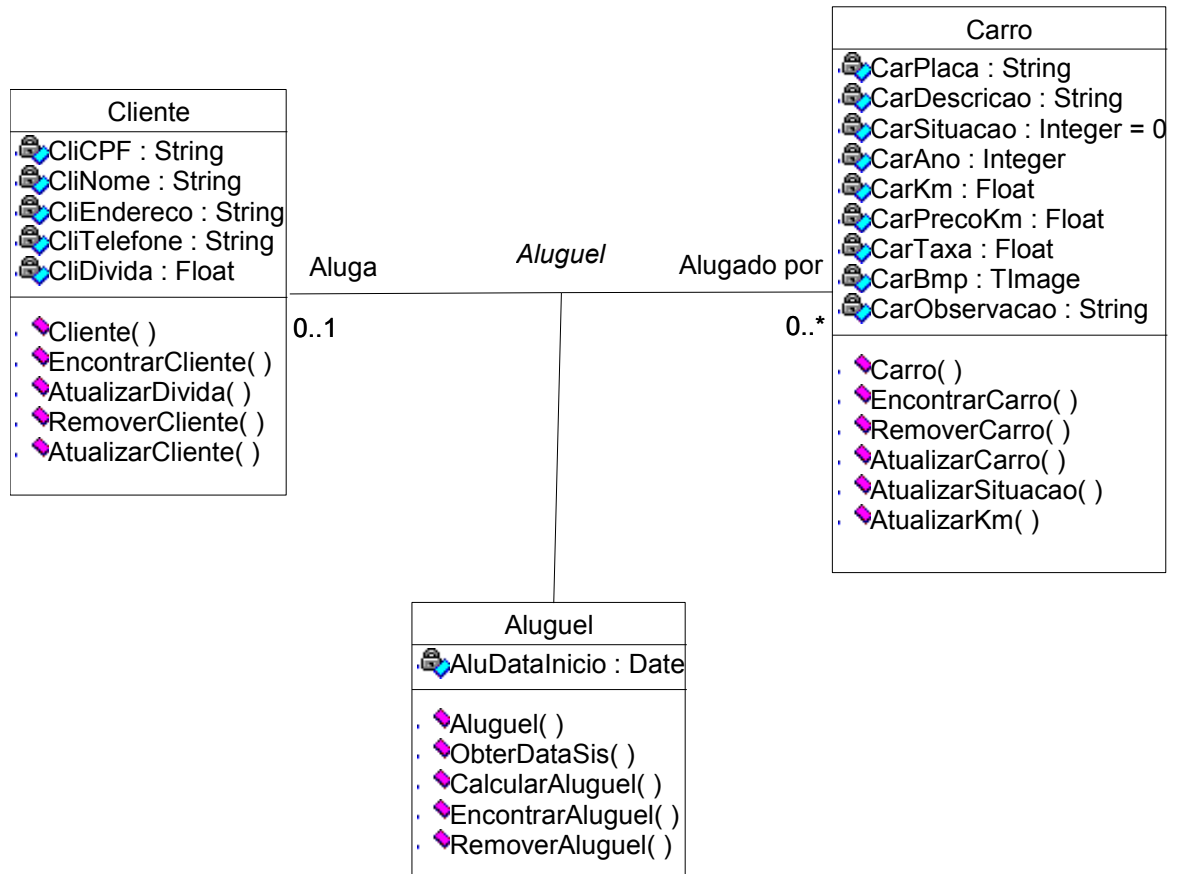 Cliente
CliCPF : String
CliNome : String
CliEndereco : String
CliTelefone : String
CliDivida : Float
Cliente( )
EncontrarCliente( )
AtualizarDivida( )
RemoverCliente( )
AtualizarCliente( )
Aluga
Aluguel
Alugado por
0..1
0..*
Carro
CarPlaca : String
CarDescricao : String
CarSituacao : Integer = 0
CarAno : Integer
CarKm : Float
CarPrecoKm : Float
CarTaxa : Float
CarBmp : TImage
CarObservacao : String
Carro( )
EncontrarCarro( )
RemoverCarro( )
AtualizarCarro( )
AtualizarSituacao( )
AtualizarKm( )
Aluguel
AluDataInicio : Date
Aluguel( )
ObterDataSis( )
CalcularAluguel( )
EncontrarAluguel( )
RemoverAluguel( )